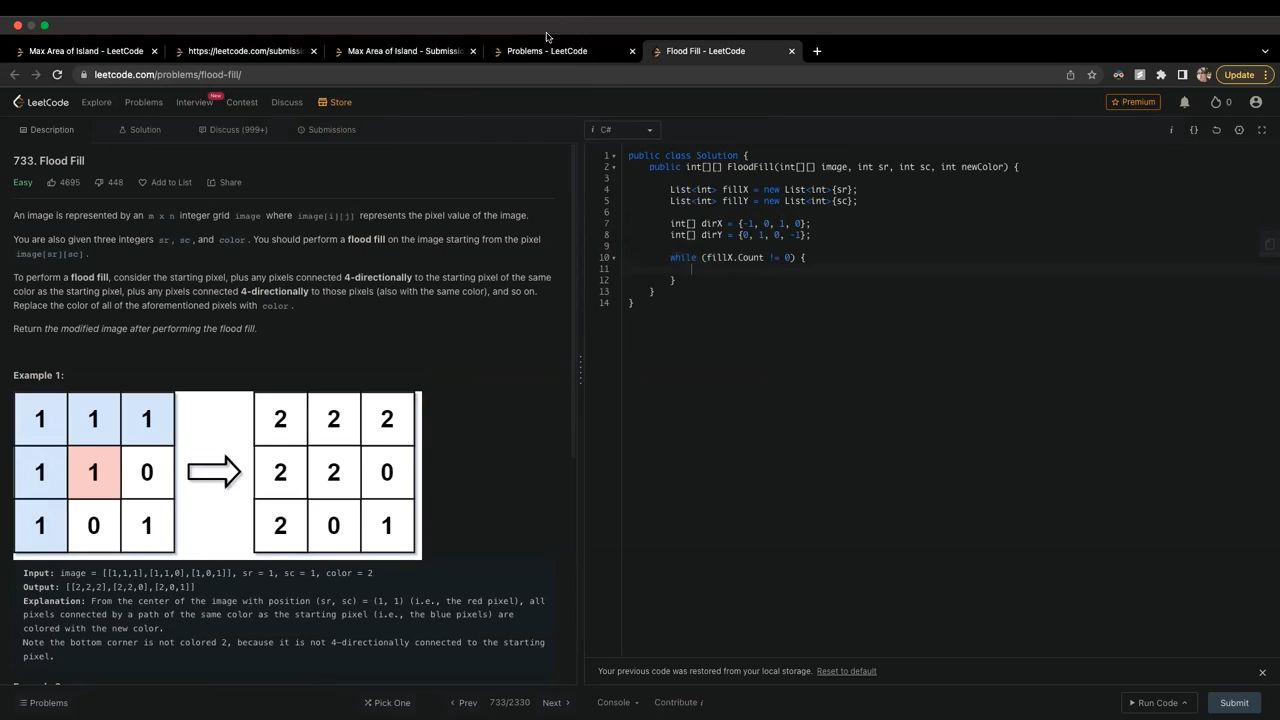 Max Area of Island - LeetCode
https://leetcode.com/submissi
Max Area of Island - Submissio
Problems - LeetCode
Flood Fill - LeetCode
leetcode.com/problems/flood-fill/
Update
LeetCode
Explore
Problems
Interview
New
Contest
Discuss
Store
Premium
0
Description
Solution
Discuss (999+)
Submissions
i C#
733. Flood Fill
Easy
4695
448
Add to List
Share
An image is represented by an m x n integer grid image where image[i][j] represents the pixel value of the image.
You are also given three integers sr, sc, and color. You should perform a flood fill on the image starting from the pixel
image[sr][sc].
To perform a flood fill, consider the starting pixel, plus any pixels connected 4-directionally to the starting pixel of the same
color as the starting pixel, plus any pixels connected 4-directionally to those pixels (also with the same color), and so on.
Replace the color of all of the aforementioned pixels with color.
Return the modified image after performing the flood fill.
Example 1:
1 1 1 2 2 2
1 1 0 2 2 0
1 0 1 2 0 1
Input: image = [[1,1,1],[1,1,0],[1,0,1]], sr = 1, sc = 1, color = 2
Output: [[2,2,2],[2,2,0],[2,0,1]]
Explanation: From the center of the image with position (sr, sc) = (1, 1) (i.e., the red pixel), all
pixels connected by a path of the same color as the starting pixel (i.e., the blue pixels) are
colored with the new color.
Note the bottom corner is not colored 2, because it is not 4-directionally connected to the starting
pixel.
1 public class Solution {
2 public int[][] FloodFill(int[][] image, int sr, int sc, int newColor) {
3
4 List<int> fillX = new List<int>{sr};
5 List<int> fillY = new List<int>{sc};
6
7 int[] dirX = {-1, 0, 1, 0};
8 int[] dirY = {0, 1, 0, -1};
9
10 while (fillX.Count != 0) {
11
12 }
13 }
14 }
Your previous code was restored from your local storage. Reset to default
Problems
Pick One
Prev
733/2330
Next
Console
Contribute i
Run Code
Submit